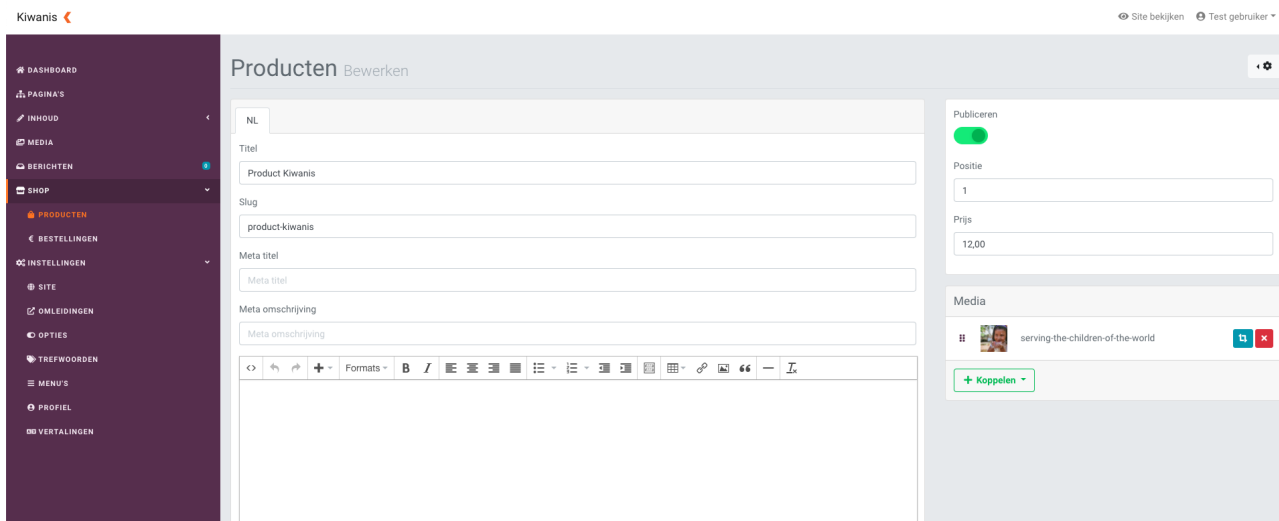 Kiwanis
Site bekijken
Test gebruiker
DASHBOARD
PAGINA'S
INHOUD
MEDIA
BERICHTEN
0
SHOP
PRODUCTEN
€ BESTELLINGEN
INSTELLINGEN
SITE
OMLEIDINGEN
OPTIES
TREFWOORDEN
MENU'S
PROFIEL
VERTALINGEN
Producten Bewerken
NL
Titel
Product Kiwanis
Slug
product-kiwanis
Meta titel
Meta titel
Meta omschrijving
Meta omschrijving
Formats
Publiceren
Positie
1
Prijs
12,00
Media
serving-the-children-of-the-world
+ Koppelen